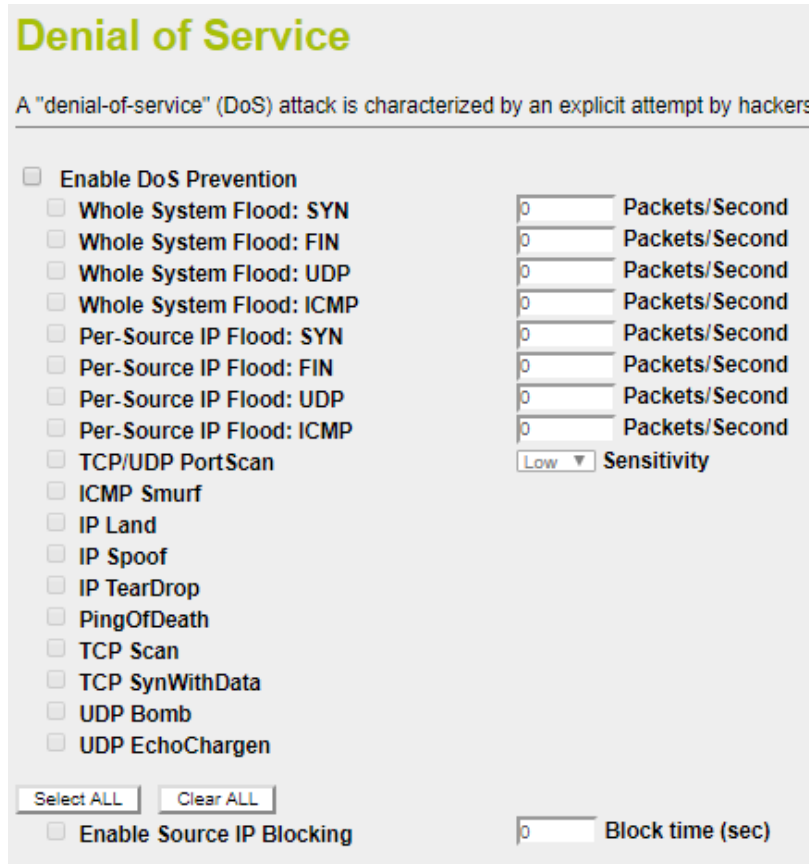 Denial of Service
A "denial-of-service" (DoS) attack is characterized by an explicit attempt by hackers
Enable DoS Prevention
Whole System Flood: SYN 0 Packets/Second
Whole System Flood: FIN 0 Packets/Second
Whole System Flood: UDP 0 Packets/Second
Whole System Flood: ICMP 0 Packets/Second
Per-Source IP Flood: SYN 0 Packets/Second
Per-Source IP Flood: FIN 0 Packets/Second
Per-Source IP Flood: UDP 0 Packets/Second
Per-Source IP Flood: ICMP 0 Packets/Second
TCP/UDP PortScan Low Sensitivity
ICMP Smurf
IP Land
IP Spoof
IP TearDrop
PingOfDeath
TCP Scan
TCP SynWithData
UDP Bomb
UDP EchoChargen
Select ALL Clear ALL
Enable Source IP Blocking 0 Block time (sec)